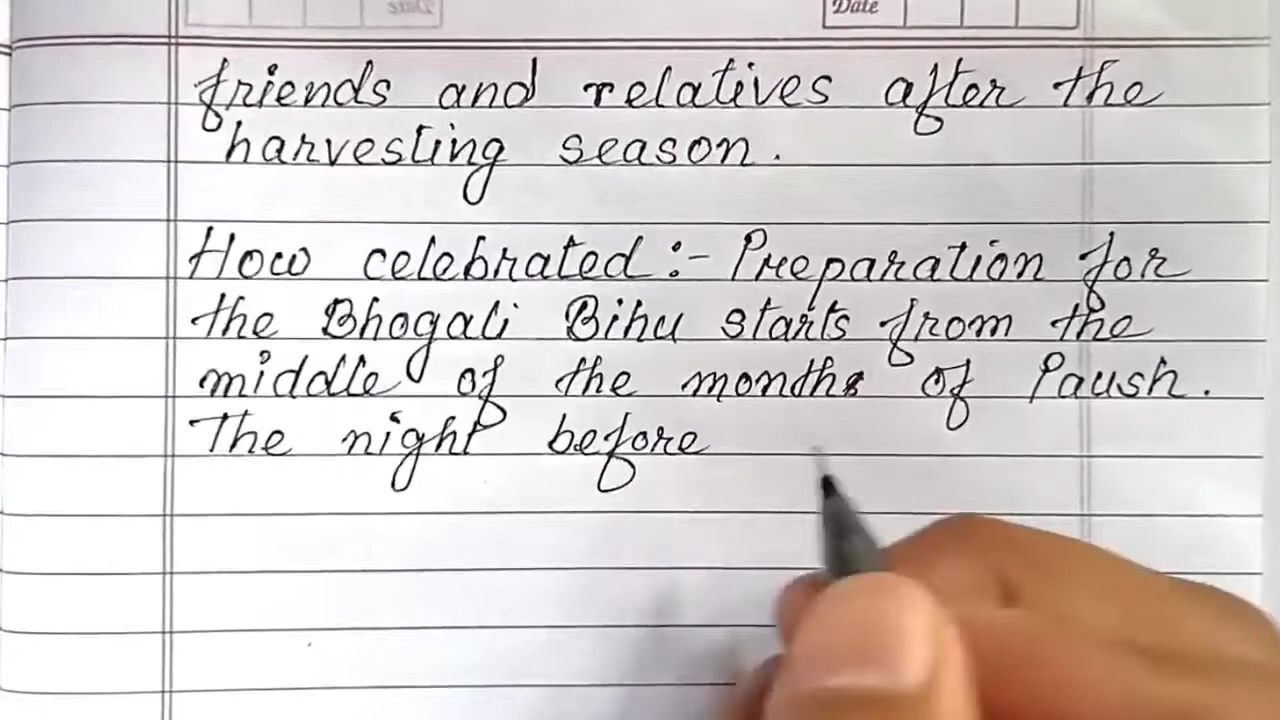 Date
friends and relatives after the
harvesting season.
How celebrated :- Preparation for
the Bhogali Bihu starts from the
middle of the months of Paush.
The night before